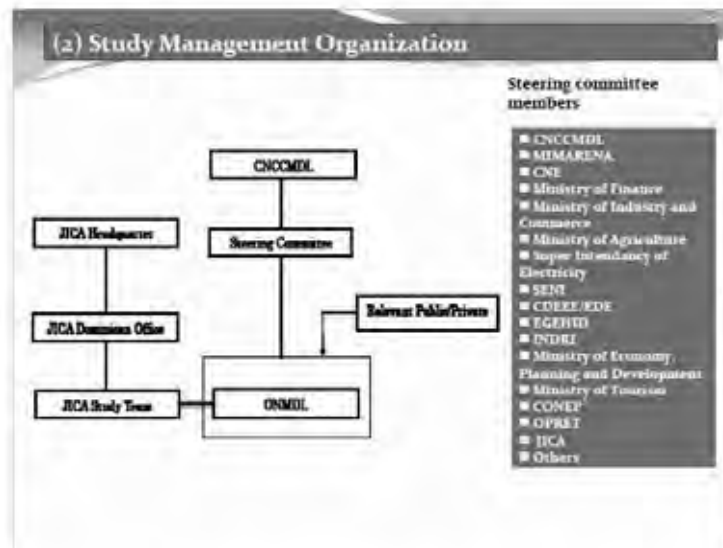 (2) Study Management Organization
Steering committee
members
CNCCMDL
JICA Headquarter
Steering Committee
JICA Dominican Office
Relevant Public/Private
JICA Study Team
ONMDL
CNCCMDL
MIMARENA
CNE
Ministry of Finance
Ministry of Industry and
Commerce
Ministry of Agriculture
Super Intendancy of
Electricity
SENI
CDEEE/EDE
EGEHID
INDRI
Ministry of Economy,
Planning and Development
Ministry of Tourism
CONEP
OPRET
JICA
Others